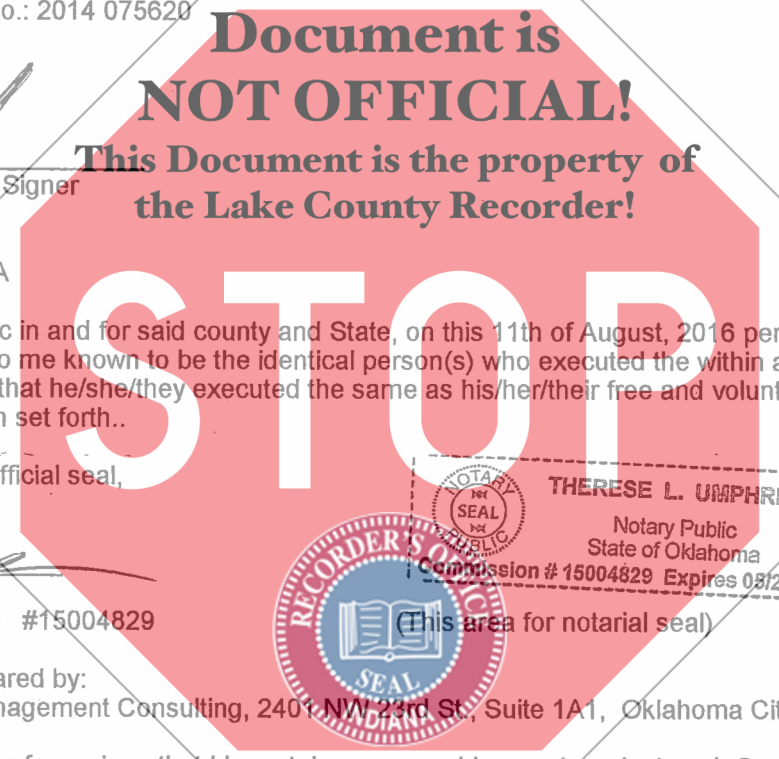 o.: 2014 075620
Document is
NOT OFFICIAL!
This Document is the property of
the Lake County Recorder!
Signer
A
STOP
c in and for said county and State, on this 11th of August, 2016 per
o me known to be the identical person(s) who executed the within a
that he/she/they executed the same as his/her/their free and volunt
n set forth..
fficial seal,
NOTARY
SEAL
PUBLIC
THERESE L. UMPHR
Notary Public
State of Oklahoma
Commission # 15004829 Expires 05/2
RECORDER'S OFFICE
SEAL
INDIANA
#15004829
(This area for notarial seal)
ared by:
nagement Consulting, 2401 NW 23rd St., Suite 1A1, Oklahoma Cit